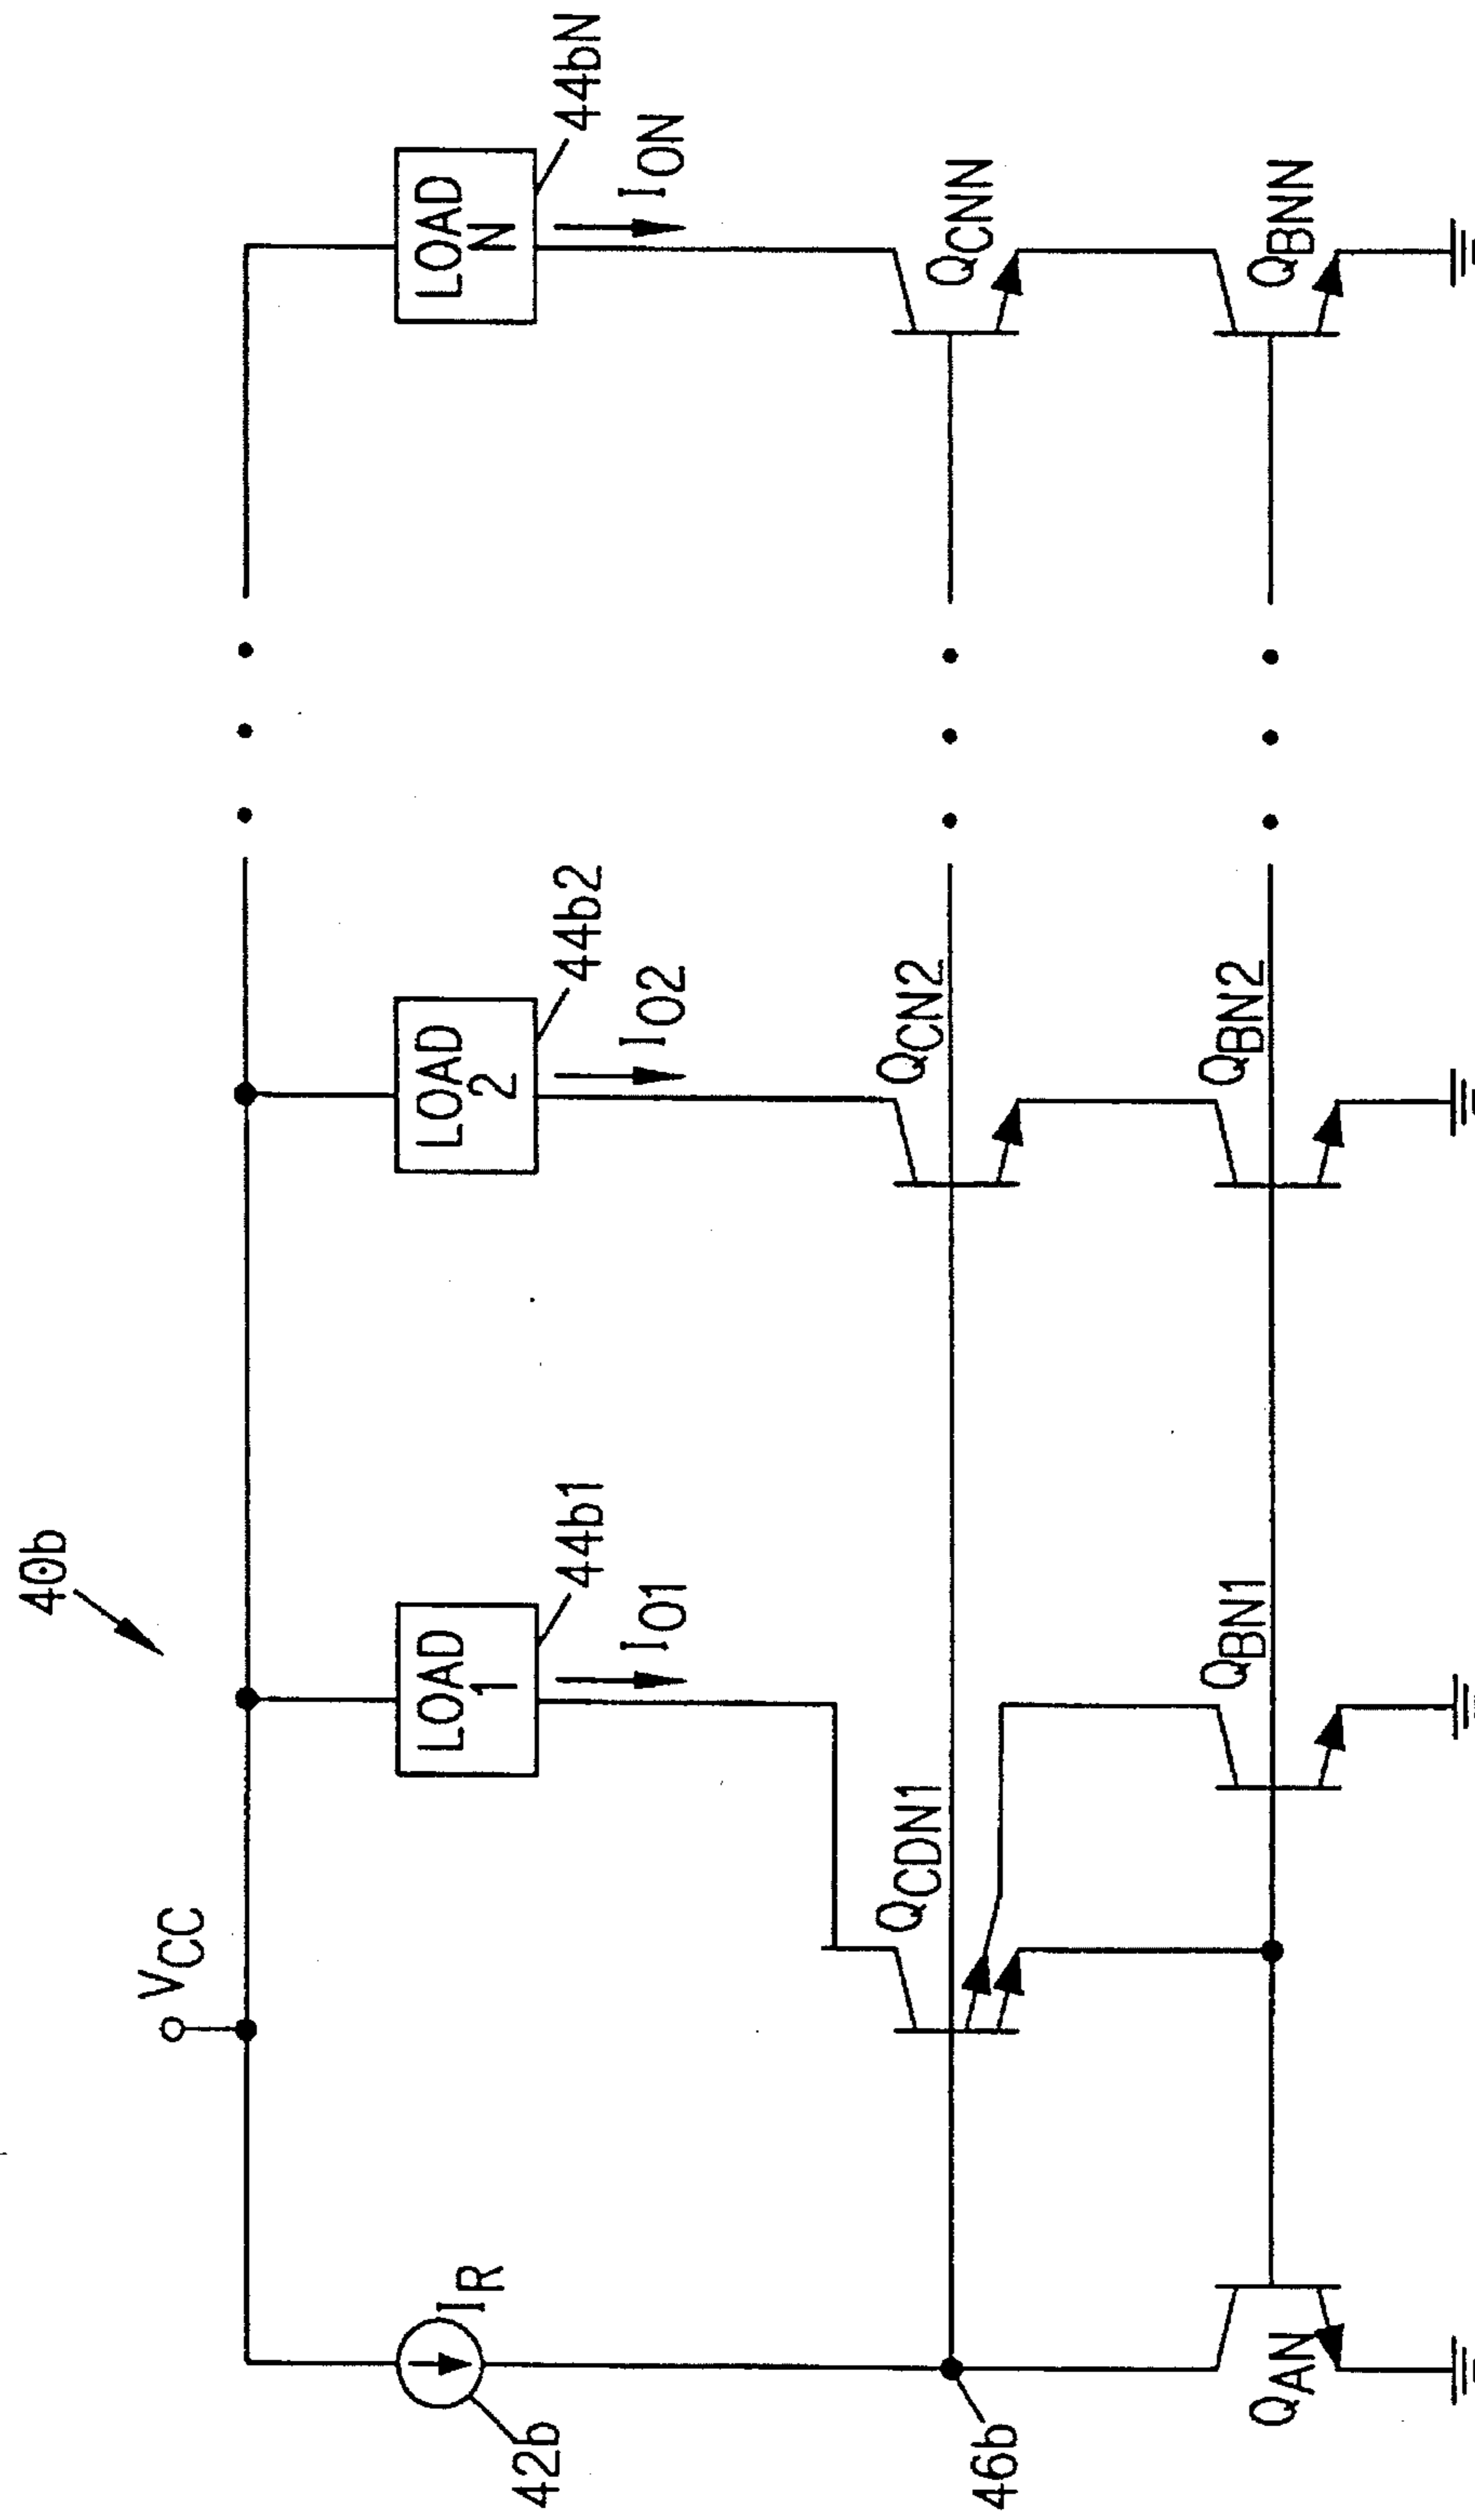 40b
VCC
IR
42b
LOAD
1
44b1
IO1
LOAD
2
44b2
IO2
LOAD
N
44bN
ION
46b
QCDN1
QCN2
QCNN
QAN
QBN1
QBN2
QBNN